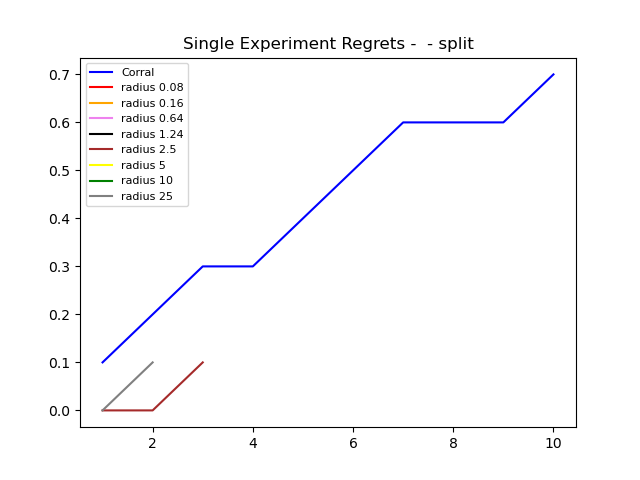 Single Experiment Regrets -  - split
0.7
0.6
0.5
0.4
0.3
0.2
0.1
0.0
Corral
radius 0.08
radius 0.16
radius 0.64
radius 1.24
radius 2.5
radius 5
radius 10
radius 25
2 4 6 8 10